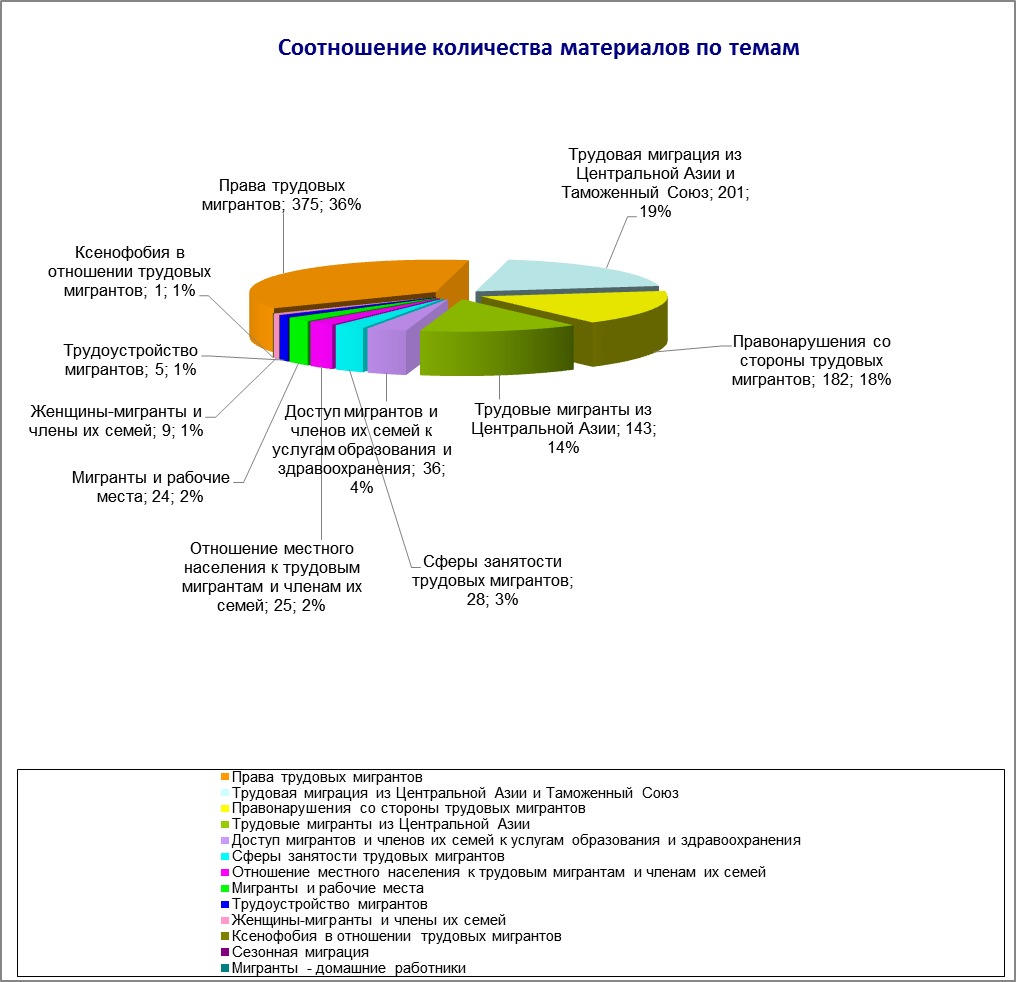 Соотношение количества материалов по темам
Трудовая миграция из
Центральной Азии и
Таможенный Союз; 201;
19%
Права трудовых
мигрантов; 375; 36%
Ксенофобия в
отношении трудовых
мигрантов; 1; 1%
Трудоустройство
мигрантов; 5; 1%
Правонарушения со
стороны трудовых
мигрантов; 182; 18%
Женщины-мигранты и
члены их семей; 9; 1%
Доступ мигрантов и
членов их семей к
услугам образования и
здравоохранения; 36;
4%
Трудовые мигранты из
Центральной Азии; 143;
14%
Мигранты и рабочие
места; 24; 2%
Отношение местного
населения к трудовым
мигрантам и членам их
семей; 25; 2%
Сферы занятости
трудовых мигрантов;
28; 3%
Права трудовых мигрантов
Трудовая миграция из Центральной Азии и Таможенный Союз
Правонарушения со стороны трудовых мигрантов
Трудовые мигранты из Центральной Азии
Доступ мигрантов и членов их семей к услугам образования и здравоохранения
Сферы занятости трудовых мигрантов
Отношение местного населения к трудовым мигрантам и членам их семей
Мигранты и рабочие места
Трудоустройство мигрантов
Женщины-мигранты и члены их семей
Ксенофобия в отношении трудовых мигрантов
Сезонная миграция
Мигранты - домашние работники